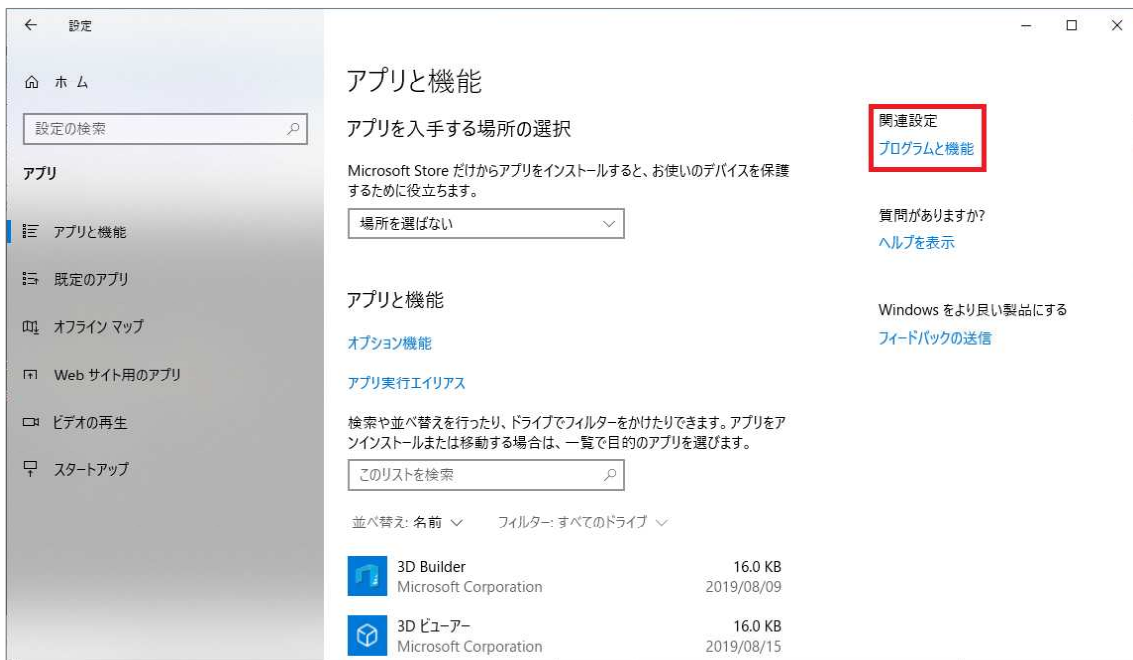 設定
ホーム
設定の検索
アプリ
アプリと機能
既定のアプリ
オフライン マップ
Web サイト用のアプリ
ビデオの再生
スタートアップ
アプリと機能
アプリを入手する場所の選択
Microsoft Store だけからアプリをインストールすると、お使いのデバイスを保護
するために役立ちます。
場所を選ばない
アプリと機能
オプション機能
アプリ実行エイリアス
検索や並べ替えを行ったり、ドライブでフィルターをかけたりできます。アプリをア
ンインストールまたは移動する場合は、一覧で目的のアプリを選びます。
このリストを検索
並べ替え: 名前 フィルター: すべてのドライブ
3D Builder 16.0 KB
Microsoft Corporation 2019/08/09
3D ビューアー 16.0 KB
Microsoft Corporation 2019/08/15
関連設定
プログラムと機能
質問がありますか?
ヘルプを表示
Windows をより良い製品にする
フィードバックの送信